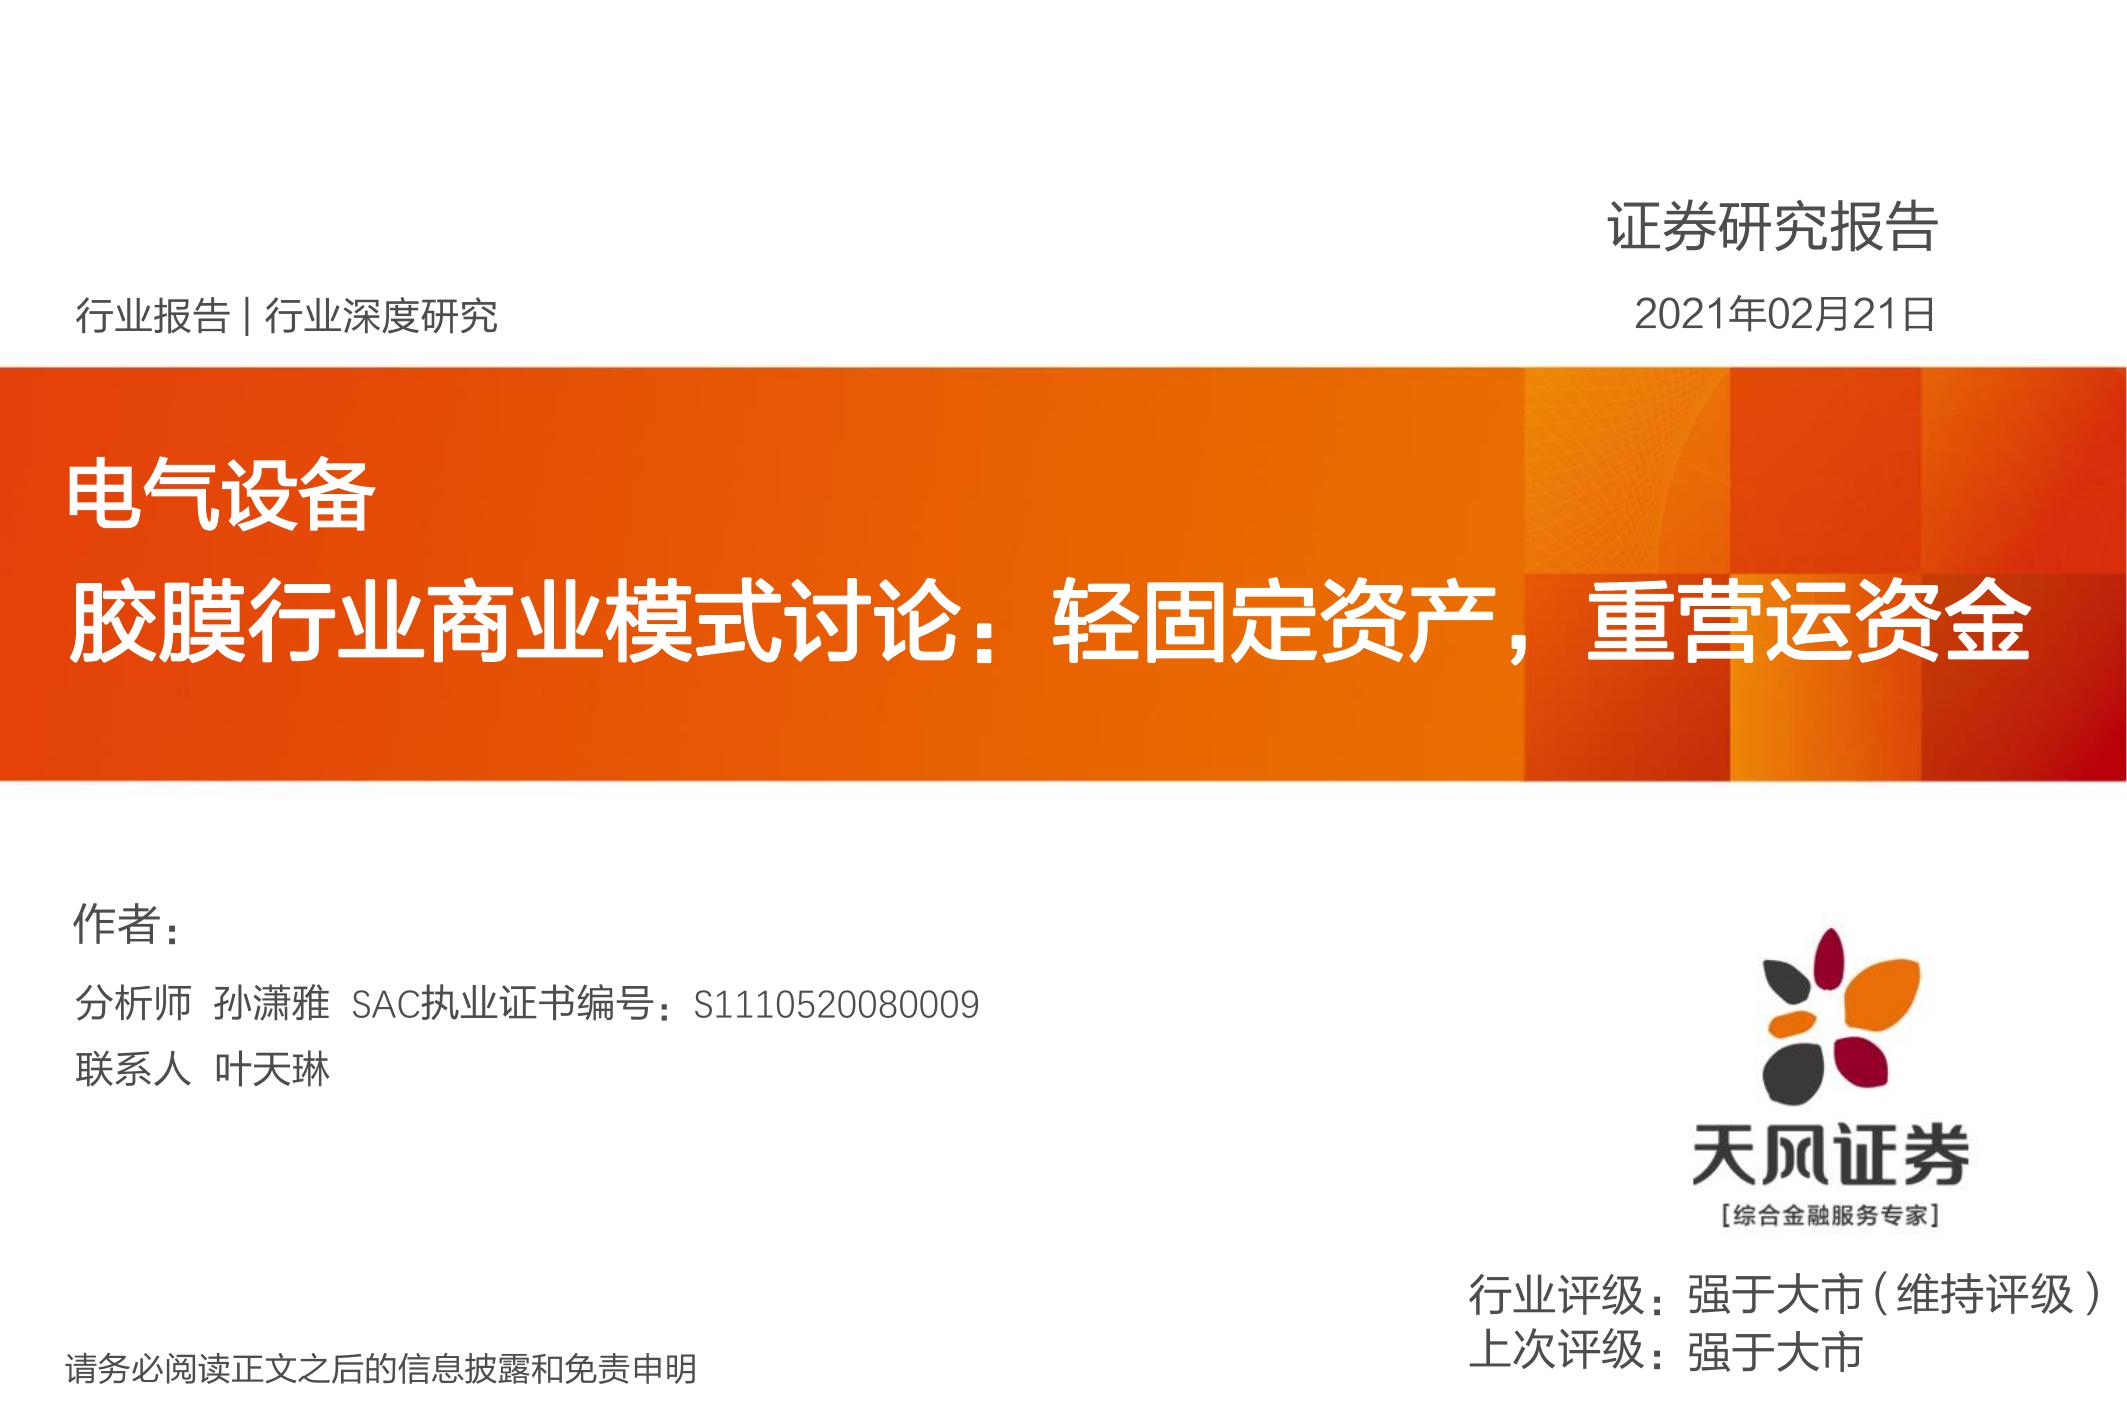 证券研究报告
行业报告 | 行业深度研究
2021年02月21日
电气设备
胶膜行业商业模式讨论：轻固定资产，重营运资金
作者：
分析师 孙潇雅 SAC执业证书编号：S1110520080009
联系人 叶天琳
天风证券
[综合金融服务专家]
行业评级：强于大市（维持评级）
上次评级：强于大市
请务必阅读正文之后的信息披露和免责申明